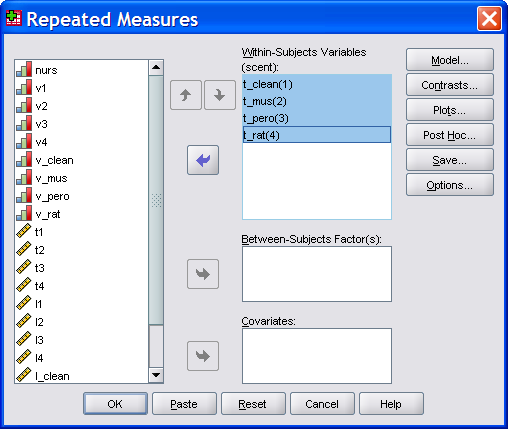 Repeated Measures
Within-Subjects Variables
(scent):
nurs
v1
v2
v3
v4
v_clean
v_mus
v_pero
v_rat
t1
t2
t3
t4
l1
l2
l3
l4
l_clean
t_clean(1)
t_mus(2)
t_pero(3)
t_rat(4)
Between-Subjects Factor(s):
Covariates:
Model...
Contrasts...
Plots...
Post Hoc...
Save...
Options...
OK
Paste
Reset
Cancel
Help